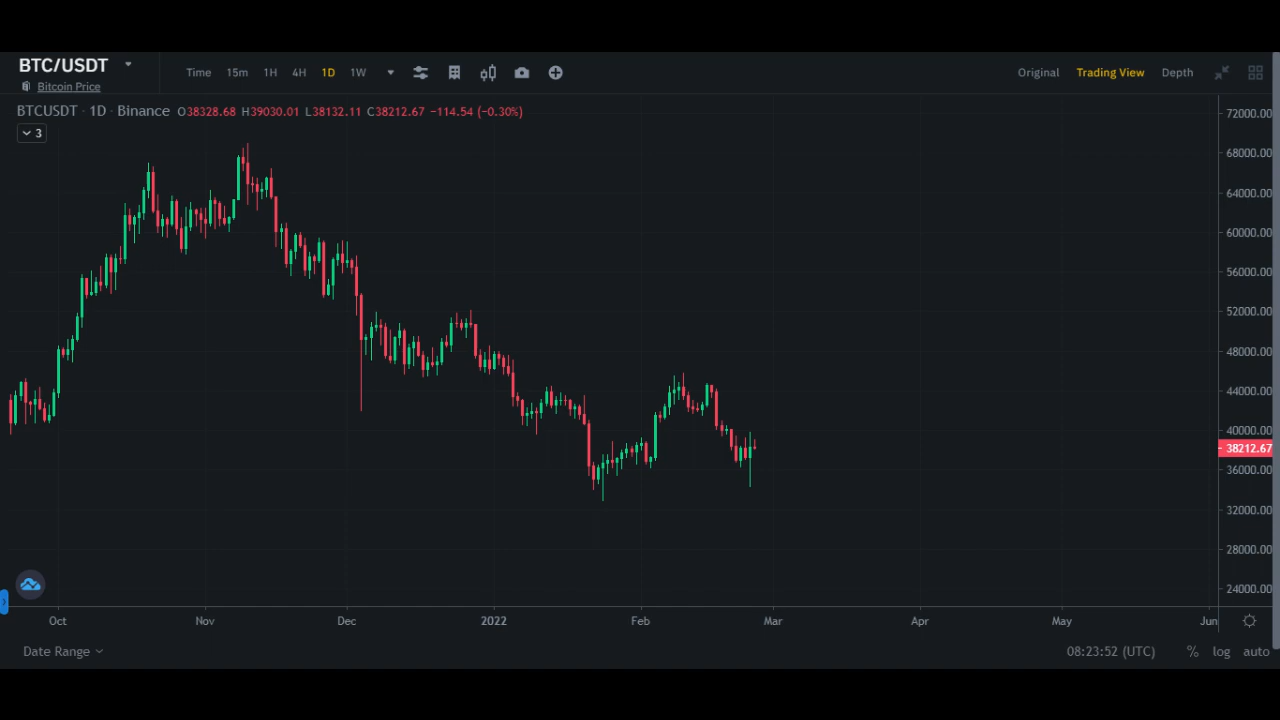 BTC/USDT
Bitcoin Price
Time 15m 1H 4H 1D 1W
Original Trading View Depth
BTCUSDT · 1D · Binance O38328.68 H39030.01 L38132.11 C38212.67 −114.54 (−0.30%)
3
72000.00
68000.00
64000.00
60000.00
56000.00
52000.00
48000.00
44000.00
40000.00
38212.67
36000.00
32000.00
28000.00
24000.00
Oct Nov Dec 2022 Feb Mar Apr May Jun
Date Range 08:23:52 (UTC) % log auto